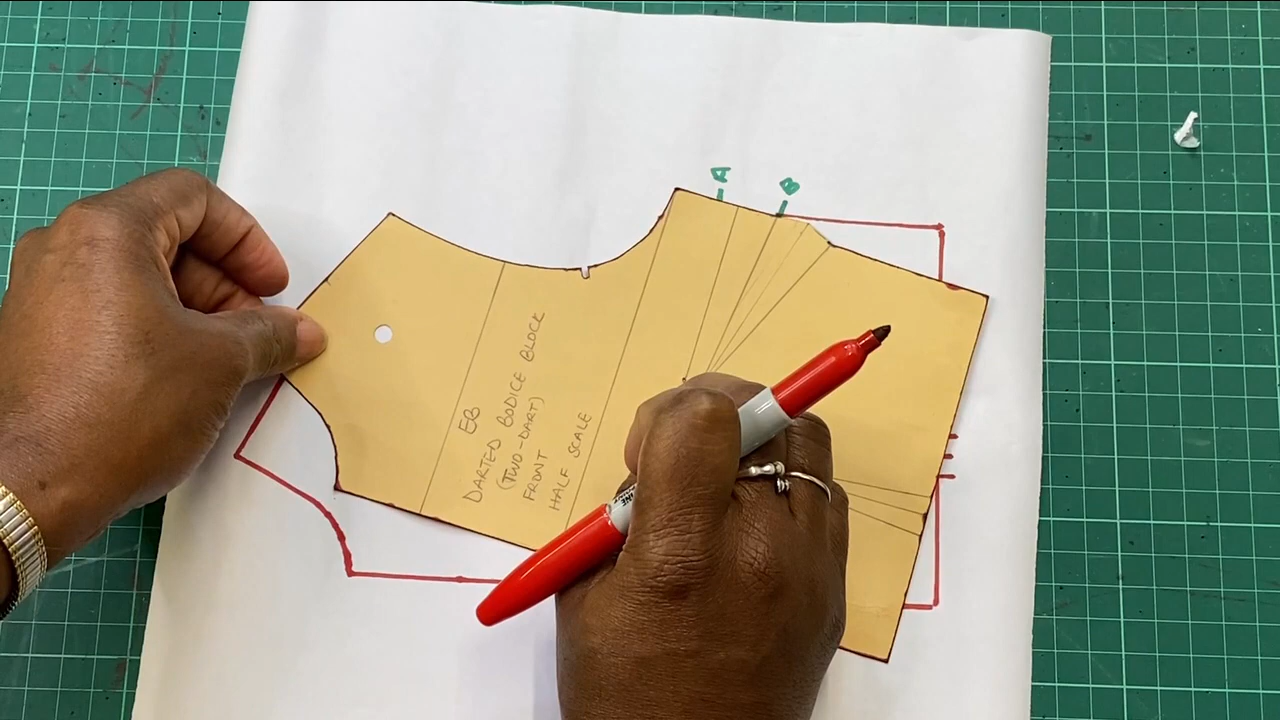 A
B
EB
DARTED BODICE BLOCK
(TWO-DART)
FRONT
HALF SCALE